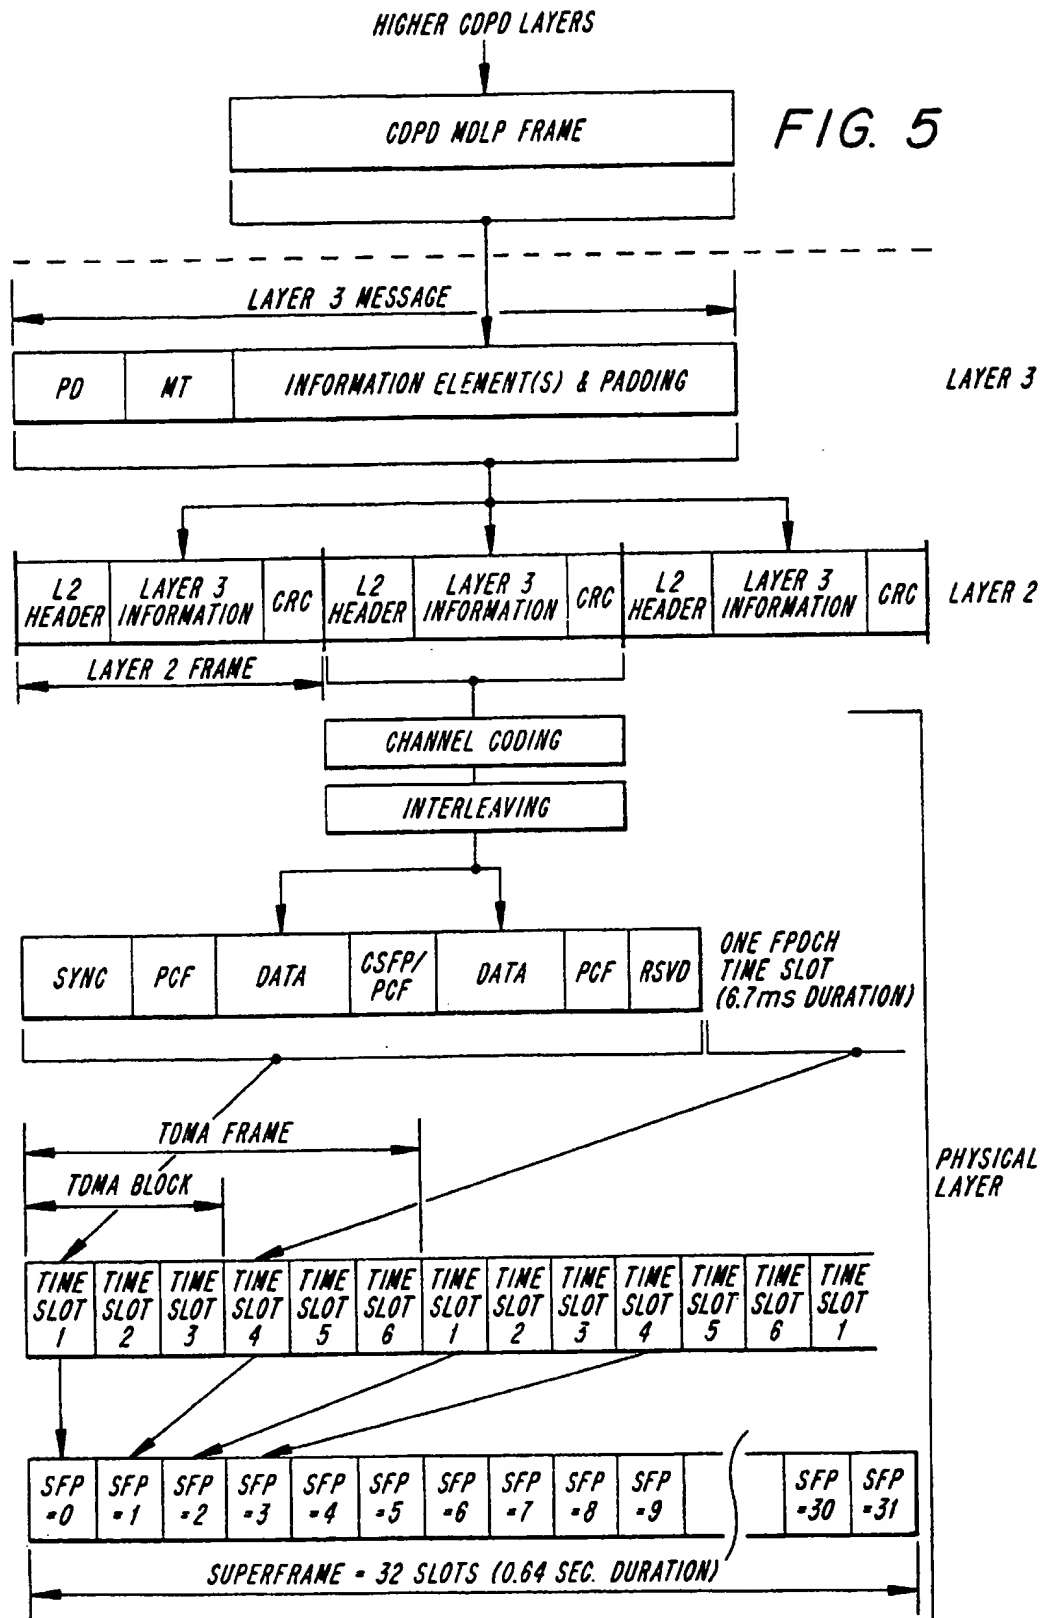 HIGHER CDPD LAYERS
CDPD MDLP FRAME
FIG. 5
LAYER 3 MESSAGE
PD
MT
INFORMATION ELEMENT(S) & PADDING
LAYER 3
L2
HEADER
LAYER 3
INFORMATION
CRC
L2
HEADER
LAYER 3
INFORMATION
CRC
L2
HEADER
LAYER 3
INFORMATION
CRC
LAYER 2
LAYER 2 FRAME
CHANNEL CODING
INTERLEAVING
SYNC
PCF
DATA
CSFP/
PCF
DATA
PCF
RSVD
ONE FPDCH
TIME SLOT
(6.7ms DURATION)
TDMA FRAME
TDMA BLOCK
PHYSICAL
LAYER
TIME
SLOT
1
TIME
SLOT
2
TIME
SLOT
3
TIME
SLOT
4
TIME
SLOT
5
TIME
SLOT
6
TIME
SLOT
1
TIME
SLOT
2
TIME
SLOT
3
TIME
SLOT
4
TIME
SLOT
5
TIME
SLOT
6
TIME
SLOT
1
SFP
=0
SFP
=1
SFP
=2
SFP
=3
SFP
=4
SFP
=5
SFP
=6
SFP
=7
SFP
=8
SFP
=9
SFP
=30
SFP
=31
SUPERFRAME = 32 SLOTS (0.64 SEC. DURATION)